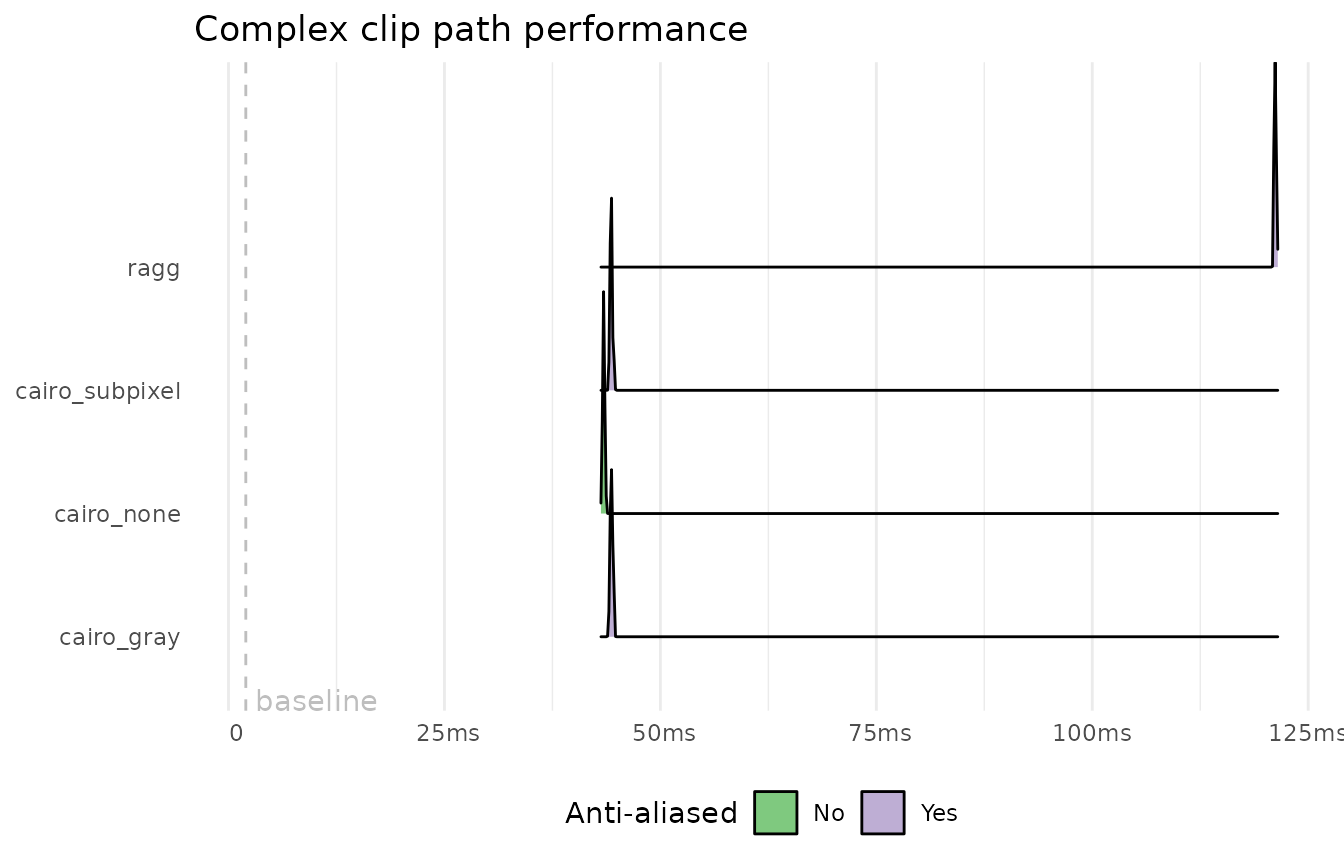 Complex clip path performance
ragg
cairo_subpixel
cairo_none
cairo_gray
baseline
0 25ms 50ms 75ms 100ms 125ms
Anti-aliased No Yes